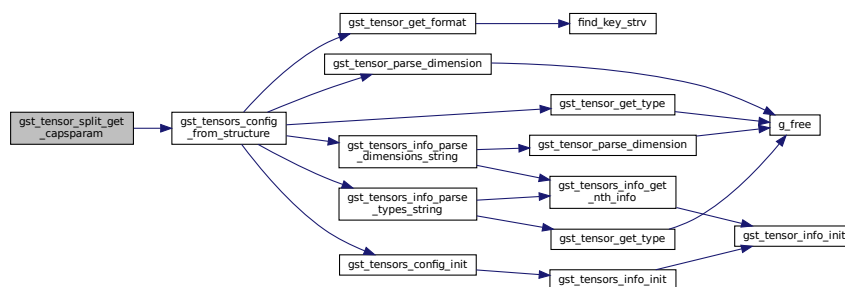 gst_tensor_split_get
_capsparam
gst_tensors_config
_from_structure
gst_tensor_get_format
find_key_strv
gst_tensor_parse_dimension
gst_tensor_get_type
g_free
gst_tensors_info_parse
_dimensions_string
gst_tensor_parse_dimension
gst_tensors_info_parse
_types_string
gst_tensors_info_get
_nth_info
gst_tensor_get_type
gst_tensor_info_init
gst_tensors_config_init
gst_tensors_info_init